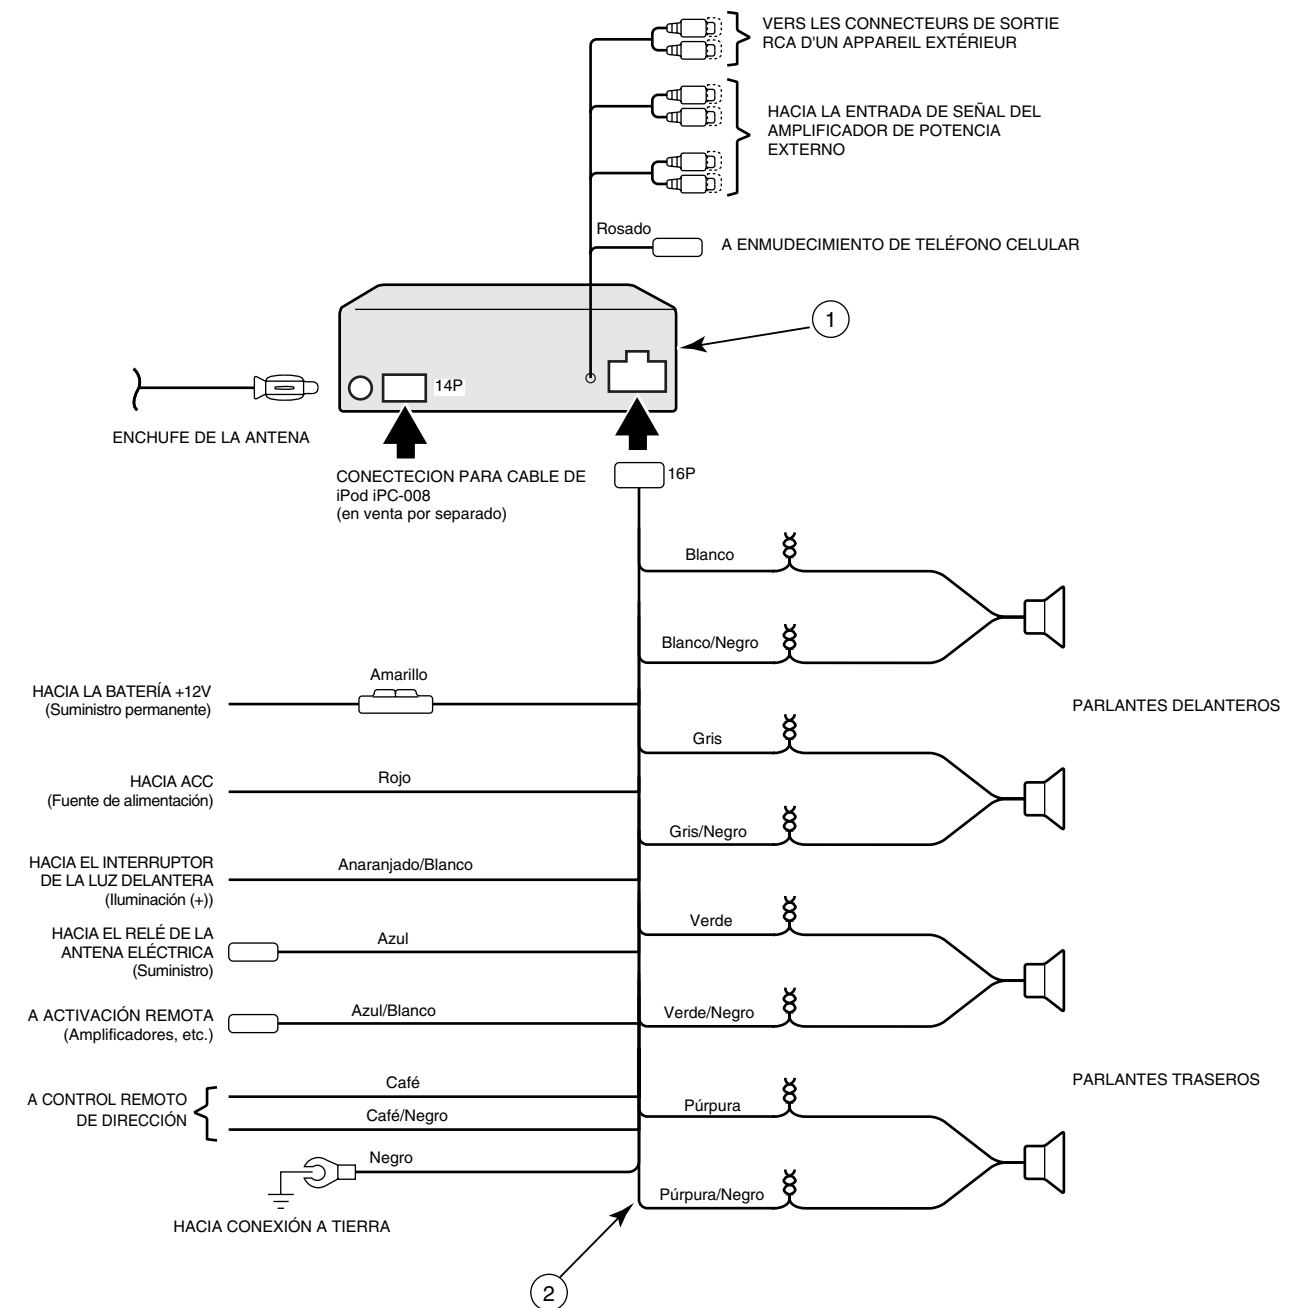 VERS LES CONNECTEURS DE SORTIE
RCA D'UN APPAREIL EXTÉRIEUR
HACIA LA ENTRADA DE SEÑAL DEL
AMPLIFICADOR DE POTENCIA
EXTERNO
Rosado
A ENMUDECIMIENTO DE TELÉFONO CELULAR
1
14P
ENCHUFE DE LA ANTENA
CONECTECION PARA CABLE DE
iPod iPC-008
(en venta por separado)
16P
Blanco
Blanco/Negro
Amarillo
HACIA LA BATERÍA +12V
(Suministro permanente)
PARLANTES DELANTEROS
Gris
Rojo
HACIA ACC
(Fuente de alimentación)
Gris/Negro
HACIA EL INTERRUPTOR
DE LA LUZ DELANTERA
(Iluminación (+))
Anaranjado/Blanco
Verde
HACIA EL RELÉ DE LA
ANTENA ELÉCTRICA
(Suministro)
Azul
Verde/Negro
A ACTIVACIÓN REMOTA
(Amplificadores, etc.)
Azul/Blanco
PARLANTES TRASEROS
Café
A CONTROL REMOTO
DE DIRECCIÓN
Café/Negro
Púrpura
Negro
Púrpura/Negro
HACIA CONEXIÓN A TIERRA
2